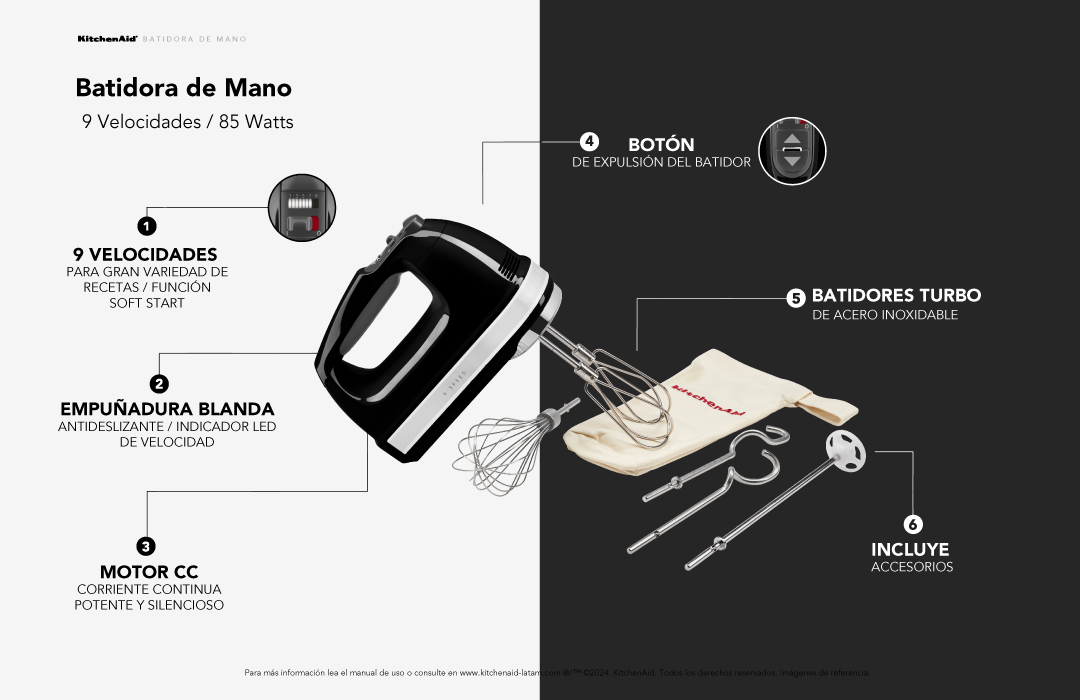 KitchenAid® BATIDORA DE MANO
Batidora de Mano
9 Velocidades / 85 Watts
1
9 VELOCIDADES
PARA GRAN VARIEDAD DE
RECETAS / FUNCIÓN
SOFT START
2
EMPUÑADURA BLANDA
ANTIDESLIZANTE / INDICADOR LED
DE VELOCIDAD
3
MOTOR CC
CORRIENTE CONTINUA
POTENTE Y SILENCIOSO
4
BOTÓN
DE EXPULSIÓN DEL BATIDOR
5
BATIDORES TURBO
DE ACERO INOXIDABLE
9 SPEED
KitchenAid
6
INCLUYE
ACCESORIOS
Para más información lea el manual de uso o consulte en www.kitchenaid-latam.com ®/™ ©2024. KitchenAid. Todos los derechos reservados. Imágenes de referencia